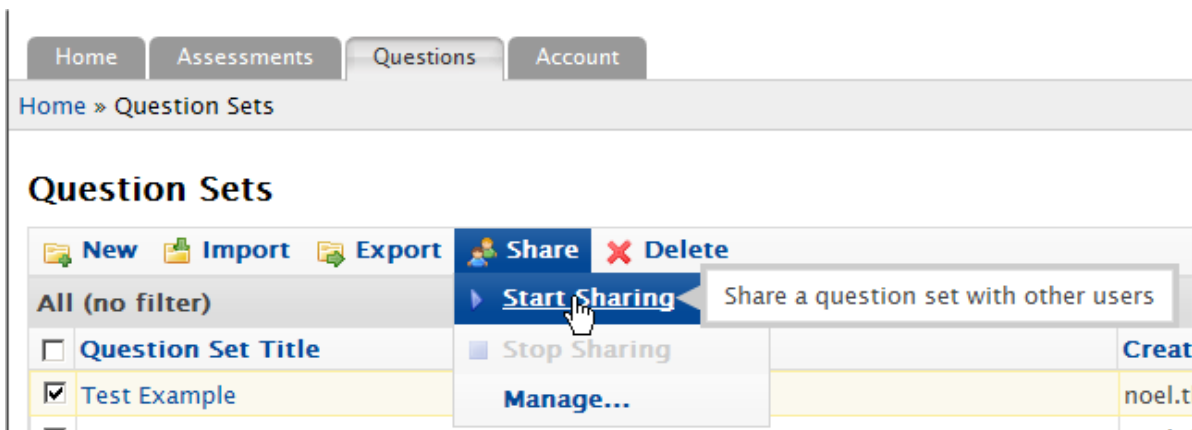 Home Assessments Questions Account
Home » Question Sets
Question Sets
New Import Export Share Delete
All (no filter)
Start Sharing
Share a question set with other users
Question Set Title
Stop Sharing
Creat
Test Example
Manage...
noel.t